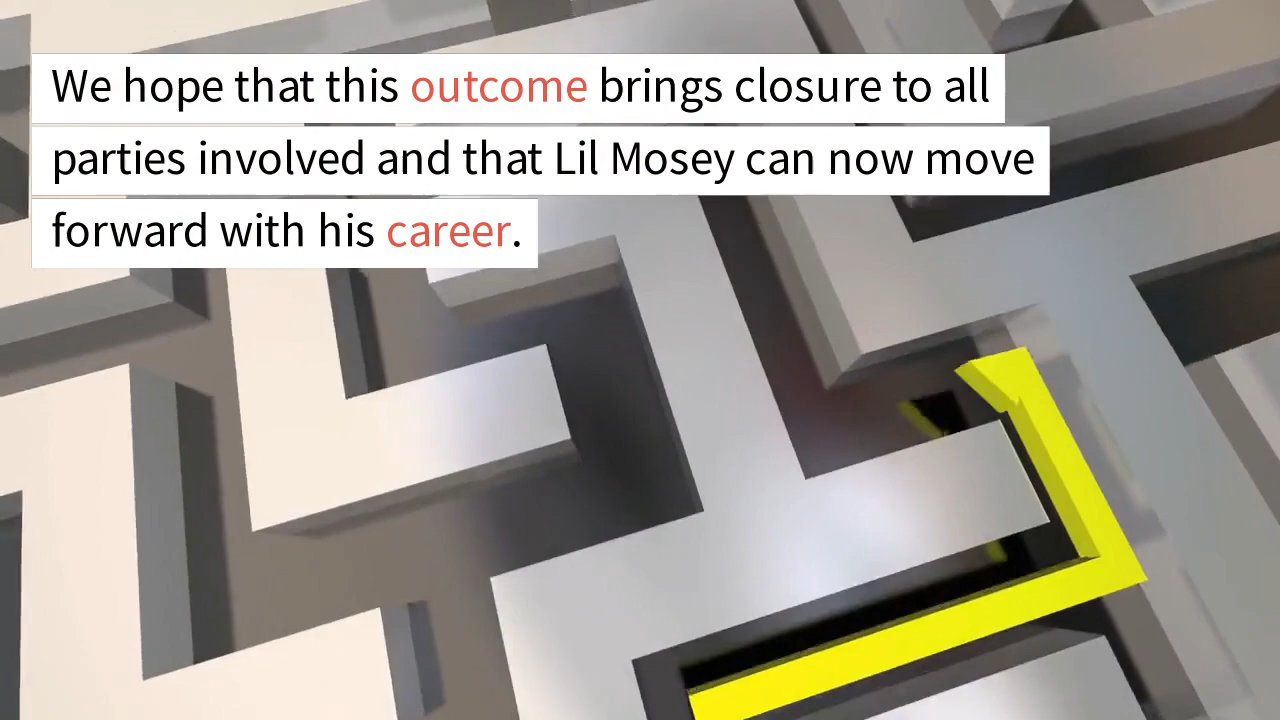 We hope that this outcome brings closure to all
parties involved and that Lil Mosey can now move
forward with his career.